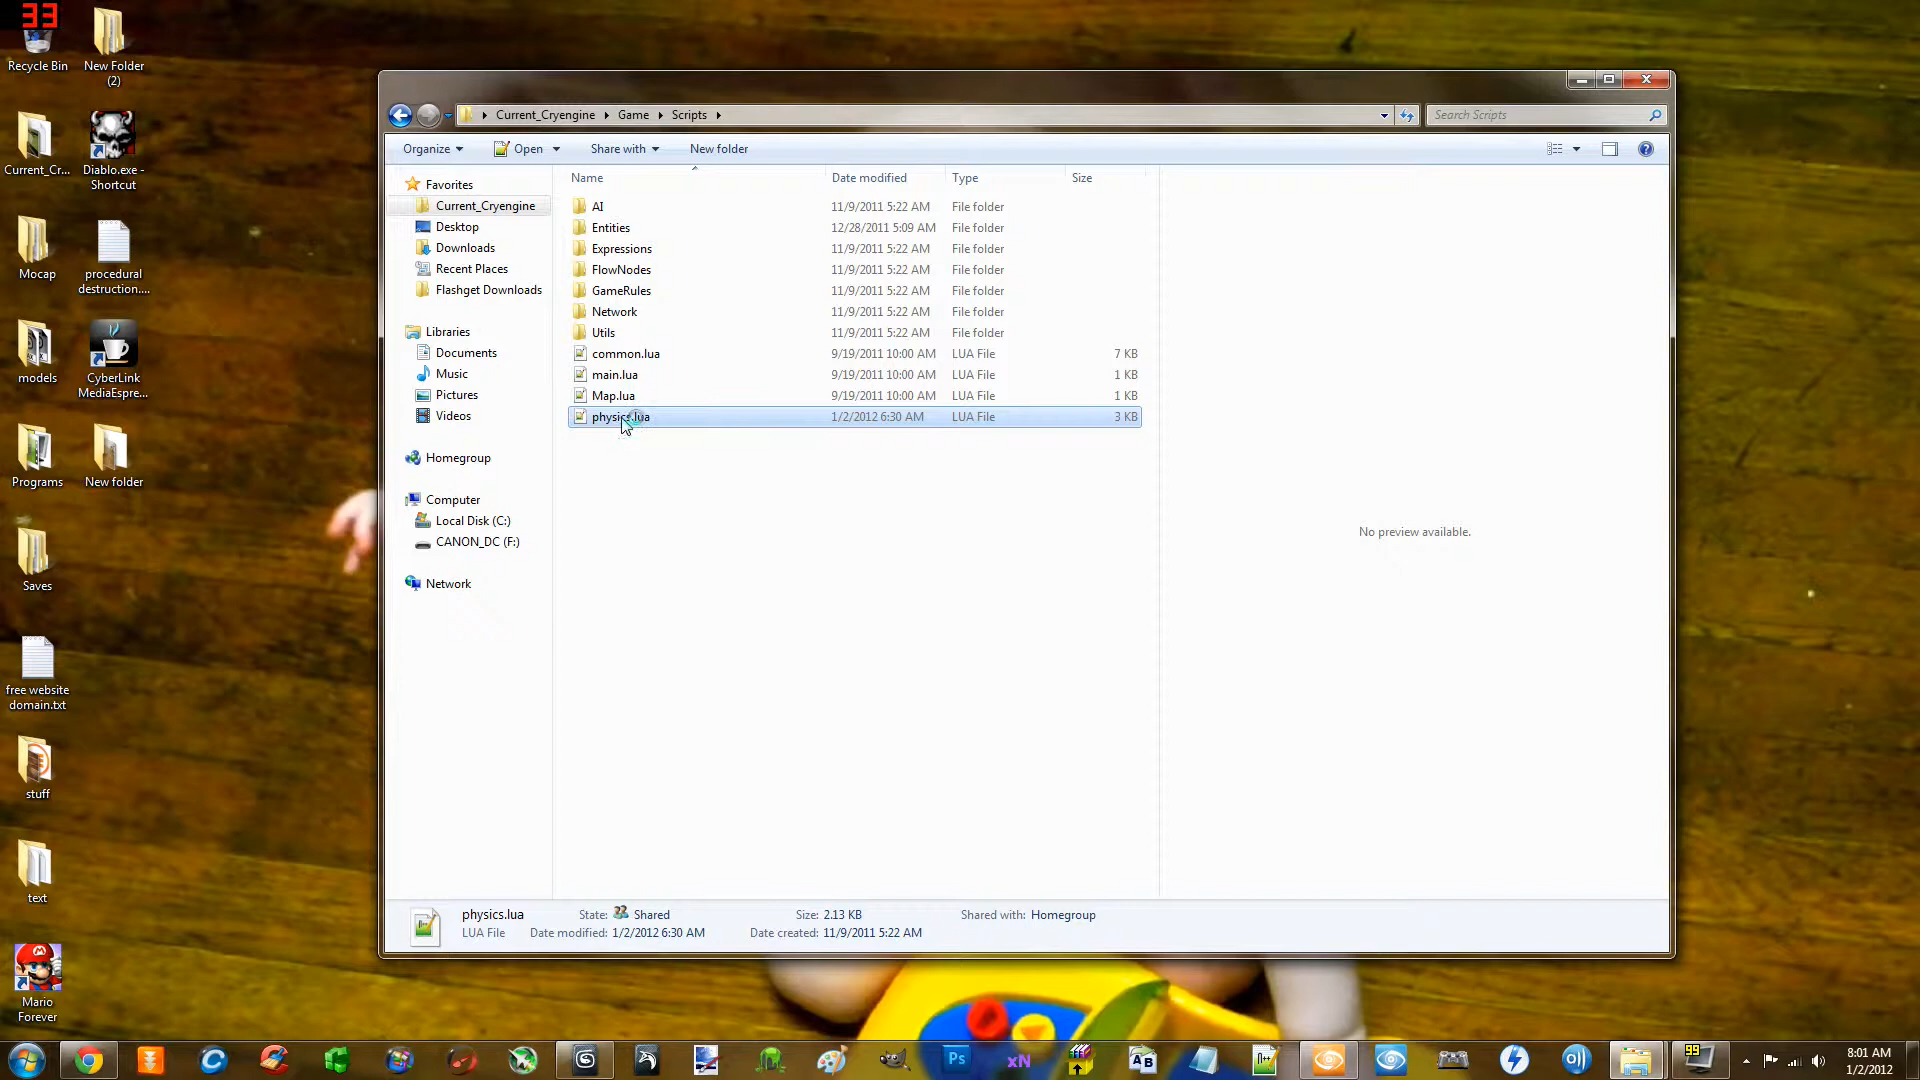 33
Recycle Bin
New Folder
(2)
Current_Cr...
Diablo.exe -
Shortcut
Mocap
procedural
destruction....
models
CyberLink
MediaEspre...
Programs
New folder
Saves
free website
domain.txt
stuff
text
Mario
Forever
Current_Cryengine
Game
Scripts
Search Scripts
Organize
Open
Share with
New folder
Favorites
Current_Cryengine
Desktop
Downloads
Recent Places
Flashget Downloads
Libraries
Documents
Music
Pictures
Videos
Homegroup
Computer
Local Disk (C:)
CANON_DC (F:)
Network
Name Date modified Type Size
AI 11/9/2011 5:22 AM File folder
Entities 12/28/2011 5:09 AM File folder
Expressions 11/9/2011 5:22 AM File folder
FlowNodes 11/9/2011 5:22 AM File folder
GameRules 11/9/2011 5:22 AM File folder
Network 11/9/2011 5:22 AM File folder
Utils 11/9/2011 5:22 AM File folder
common.lua 9/19/2011 10:00 AM LUA File 7 KB
main.lua 9/19/2011 10:00 AM LUA File 1 KB
Map.lua 9/19/2011 10:00 AM LUA File 1 KB
physics.lua 1/2/2012 6:30 AM LUA File 3 KB
No preview available.
physics.lua State: Shared Size: 2.13 KB Shared with: Homegroup
LUA File Date modified: 1/2/2012 6:30 AM Date created: 11/9/2011 5:22 AM
Ps
xN
AB
99
8:01 AM
1/2/2012